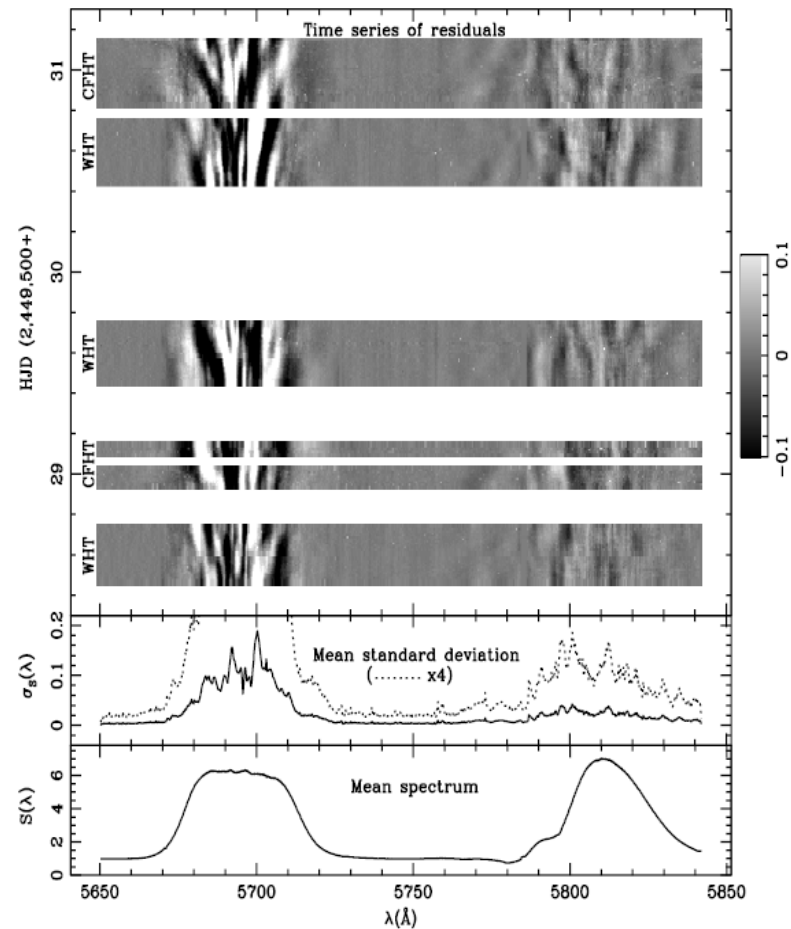 Time series of residuals
31
CFHT
WHT
30
HJD (2,449,500+)
WHT
29
CFHT
WHT
0.1
0
−0.1
0.2
0.1
0
σs(λ)
Mean standard deviation
(........ x4)
6
4
2
0
S(λ)
Mean spectrum
5650
5700
5750
5800
5850
λ(Å)